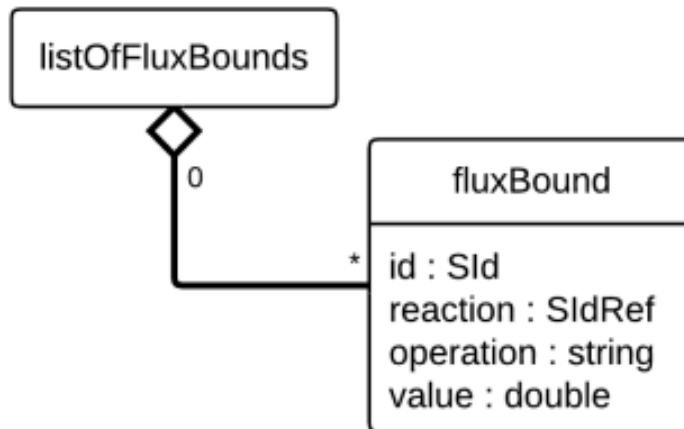 listOfFluxBounds
0
*
fluxBound
id : SId
reaction : SIdRef
operation : string
value : double